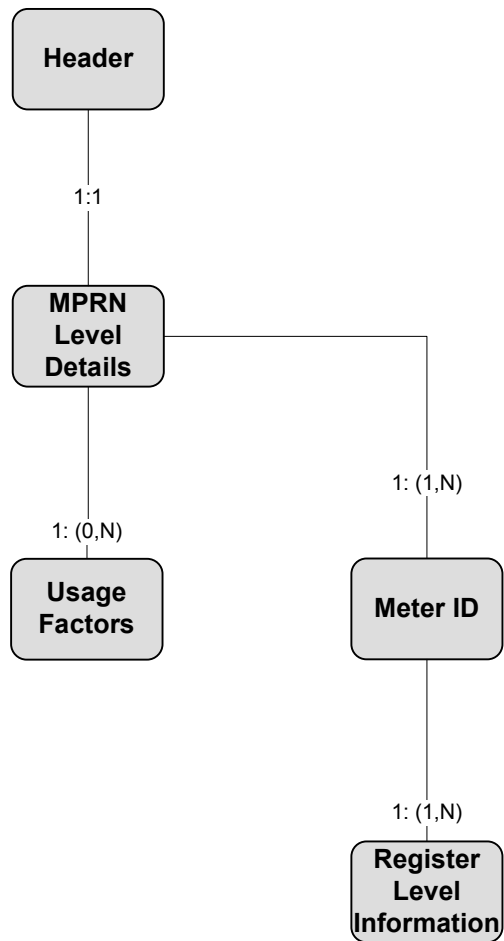 Header
1:1
MPRN
Level
Details
1: (1,N)
1: (0,N)
Usage
Factors
Meter ID
1: (1,N)
Register
Level
Information